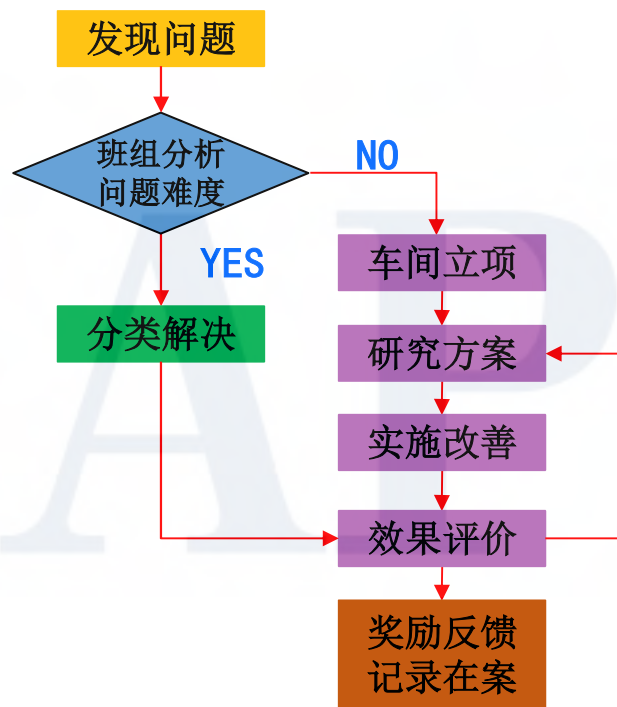 发现问题
班组分析
问题难度
NO
YES
车间立项
分类解决
研究方案
实施改善
效果评价
奖励反馈
记录在案
AP